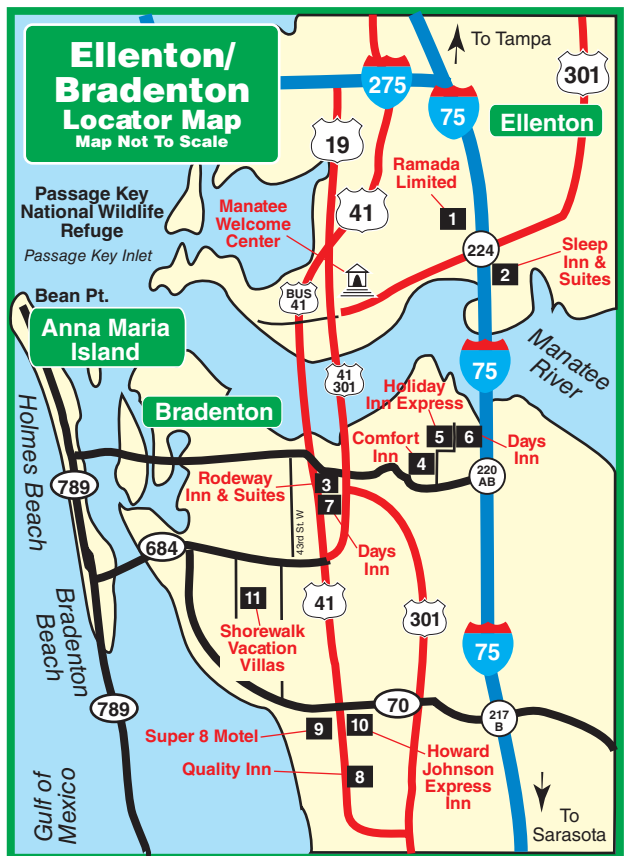 Ellenton/
Bradenton
Locator Map
Map Not To Scale
To Tampa
301
275
75
Ellenton
19
Ramada
Limited
1
Passage Key
National Wildlife
Refuge
Passage Key Inlet
Manatee
Welcome
Center
41
224
2
Sleep
Inn &
Suites
Bean Pt.
BUS
41
Anna Maria
Island
Manatee
River
75
41
301
Holiday
Inn Express
Bradenton
5
6
Days
Inn
Comfort
Inn
4
220
AB
Holmes Beach
789
Rodeway
Inn & Suites
3
7
43rd St. W
684
Days
Inn
11
41
301
Shorewalk
Vacation
Villas
75
Bradenton
Beach
789
70
217
B
9
10
Super 8 Motel
Howard
Johnson
Express
Inn
Quality Inn
8
Gulf of
Mexico
To
Sarasota